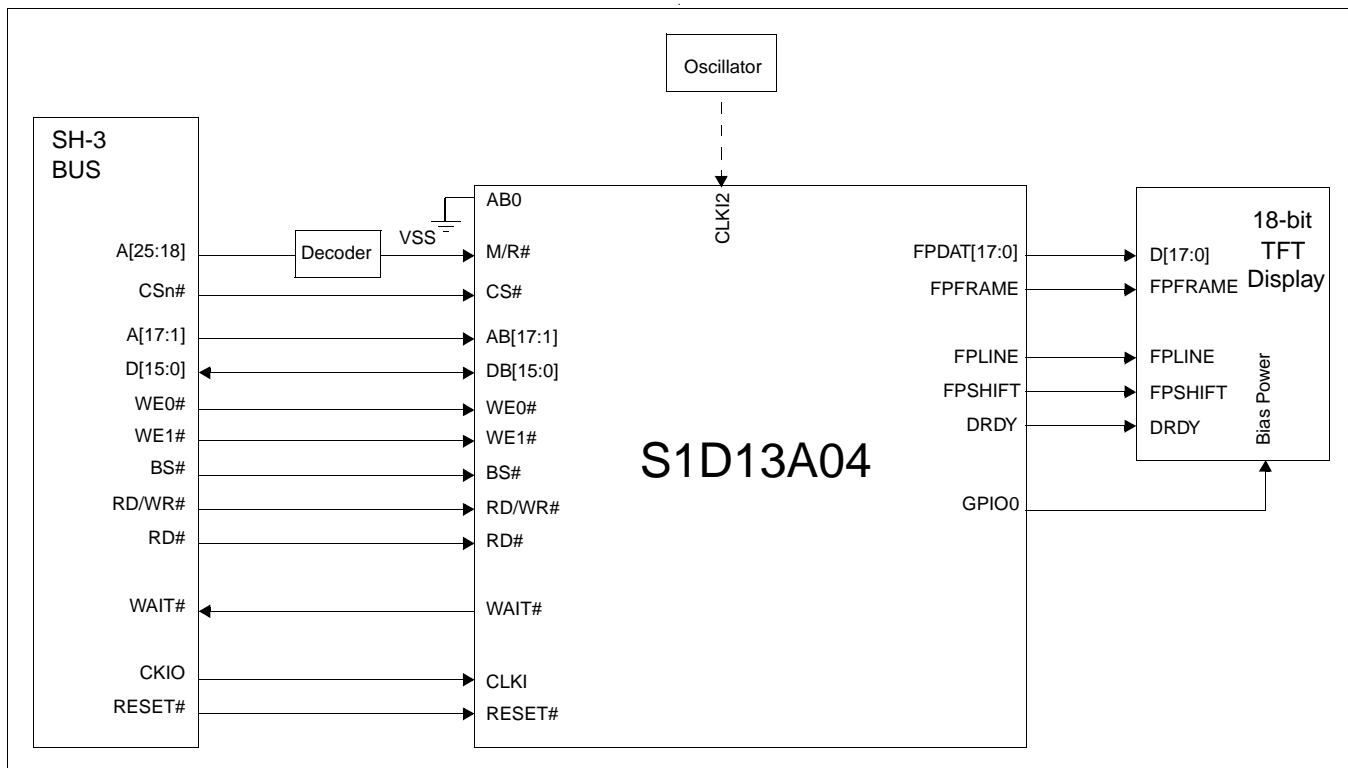 Oscillator
SH-3
BUS
A[25:18]
CSn#
A[17:1]
D[15:0]
WE0#
WE1#
BS#
RD/WR#
RD#
WAIT#
CKIO
RESET#
Decoder
VSS
AB0
M/R#
CS#
AB[17:1]
DB[15:0]
WE0#
WE1#
BS#
RD/WR#
RD#
WAIT#
CLKI
RESET#
CLKI2
S1D13A04
FPDAT[17:0]
FPFRAME
FPLINE
FPSHIFT
DRDY
GPIO0
18-bit
TFT
Display
D[17:0]
FPFRAME
FPLINE
FPSHIFT
DRDY
Bias Power